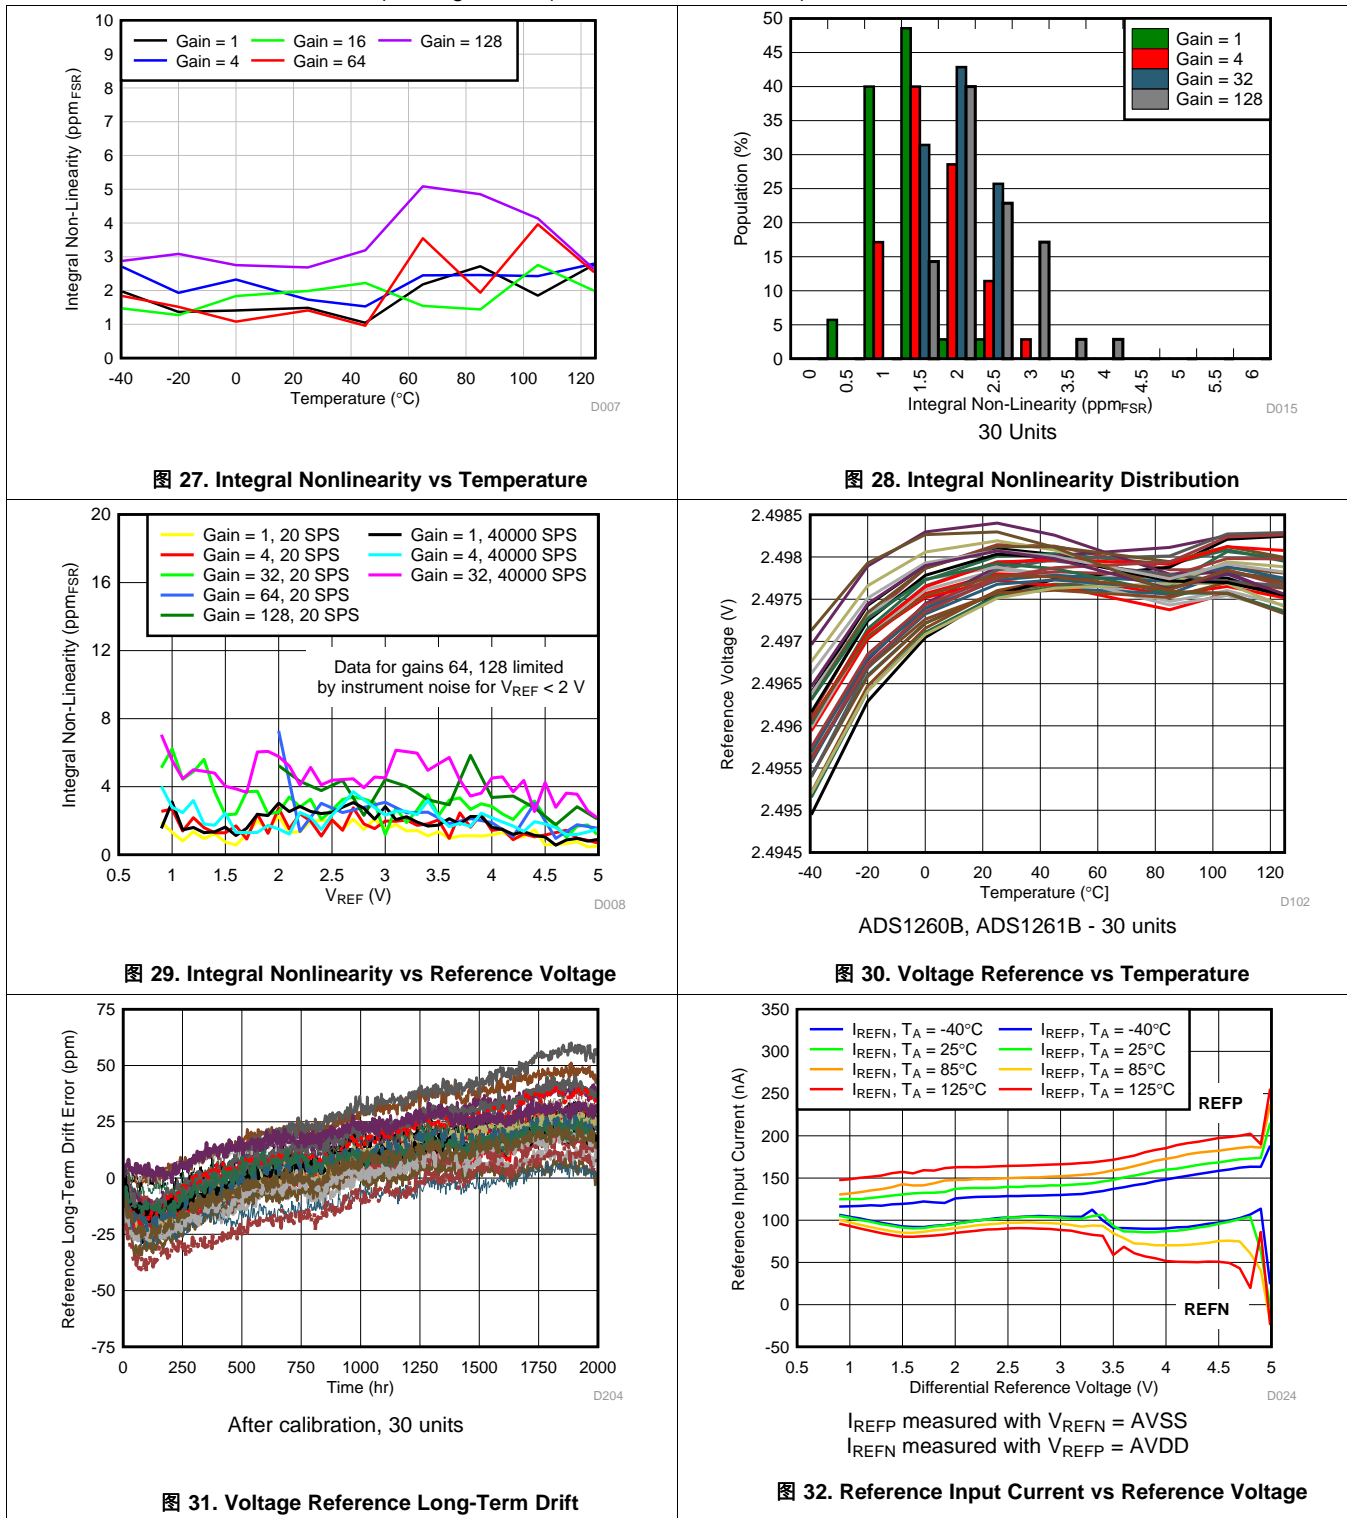 10
9
8
7
6
5
4
3
2
1
0
Gain = 1
Gain = 16
Gain = 128
Gain = 4
Gain = 64
Integral Non-Linearity (ppmFSR)
-40 -20 0 20 40 60 80 100 120
Temperature (°C)
D007
图 27. Integral Nonlinearity vs Temperature
50
45
40
35
30
25
20
15
10
5
0
Gain = 1
Gain = 4
Gain = 32
Gain = 128
Population (%)
0 0.5 1 1.5 2 2.5 3 3.5 4 4.5 5 5.5 6
Integral Non-Linearity (ppmFSR)
D015
30 Units
图 28. Integral Nonlinearity Distribution
20
16
12
8
4
0
Gain = 1, 20 SPS
Gain = 4, 20 SPS
Gain = 32, 20 SPS
Gain = 64, 20 SPS
Gain = 128, 20 SPS
Gain = 1, 40000 SPS
Gain = 4, 40000 SPS
Gain = 32, 40000 SPS
Data for gains 64, 128 limited
by instrument noise for VREF < 2 V
Integral Non-Linearity (ppmFSR)
0.5 1 1.5 2 2.5 3 3.5 4 4.5 5
VREF (V)
D008
图 29. Integral Nonlinearity vs Reference Voltage
2.4985
2.498
2.4975
2.497
2.4965
2.496
2.4955
2.495
2.4945
Reference Voltage (V)
-40 -20 0 20 40 60 80 100 120
Temperature (°C]
D102
ADS1260B, ADS1261B - 30 units
图 30. Voltage Reference vs Temperature
75
50
25
0
-25
-50
-75
Reference Long-Term Drift Error (ppm)
0 250 500 750 1000 1250 1500 1750 2000
Time (hr)
D204
After calibration, 30 units
图 31. Voltage Reference Long-Term Drift
350
300
250
200
150
100
50
0
-50
IREFN, TA = -40°C
IREFN, TA = 25°C
IREFN, TA = 85°C
IREFN, TA = 125°C
IREFP, TA = -40°C
IREFP, TA = 25°C
IREFP, TA = 85°C
IREFP, TA = 125°C
REFP
REFN
Reference Input Current (nA)
0.5 1 1.5 2 2.5 3 3.5 4 4.5 5
Differential Reference Voltage (V)
D024
IREFP measured with VREFN = AVSS
IREFN measured with VREFP = AVDD
图 32. Reference Input Current vs Reference Voltage